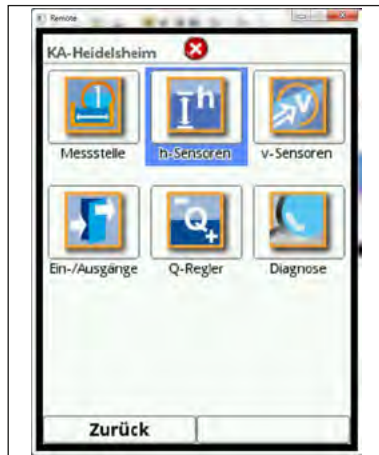 Remote
KA-Heidelsheim
h
v
Messstelle
h-Sensoren
v-Sensoren
Q
Ein-/Ausgänge
Q-Regler
Diagnose
Zurück